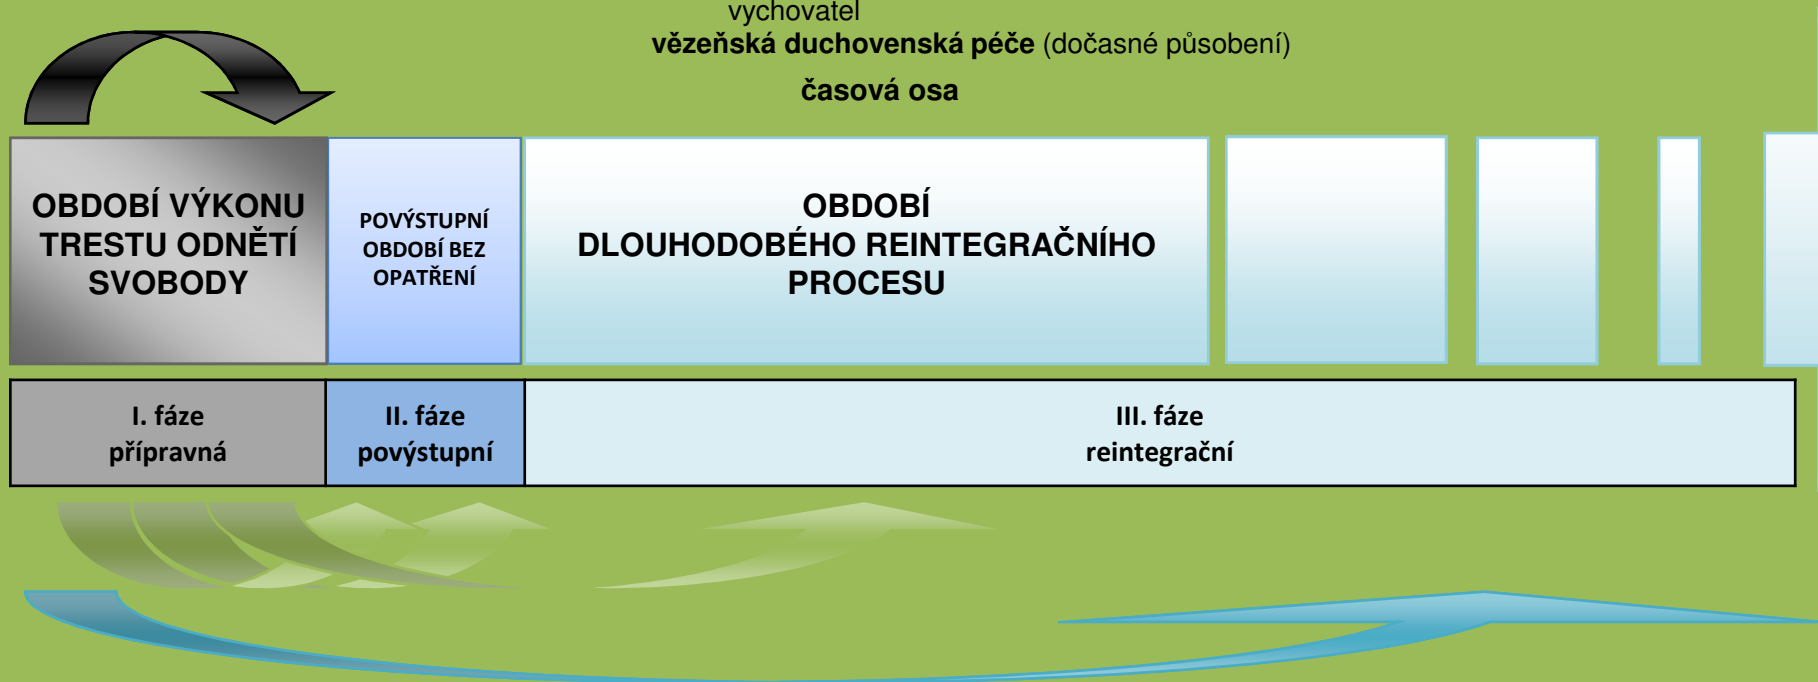 vychovatel
vězeňská duchovenská péče (dočasné působení)
časová osa
OBDOBÍ VÝKONU
TRESTU ODNĚTÍ
SVOBODY
POVÝSTUPNÍ
OBDOBÍ BEZ
OPATŘENÍ
OBDOBÍ
DLOUHODOBÉHO REINTEGRAČNÍHO
PROCESU
I. fáze
přípravná
II. fáze
povýstupní
III. fáze
reintegrační